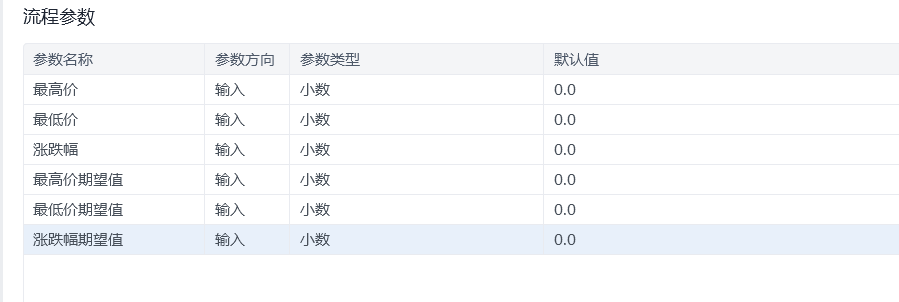 流程参数
参数名称 参数方向 参数类型 默认值
最高价 输入 小数 0.0
最低价 输入 小数 0.0
涨跌幅 输入 小数 0.0
最高价期望值 输入 小数 0.0
最低价期望值 输入 小数 0.0
涨跌幅期望值 输入 小数 0.0